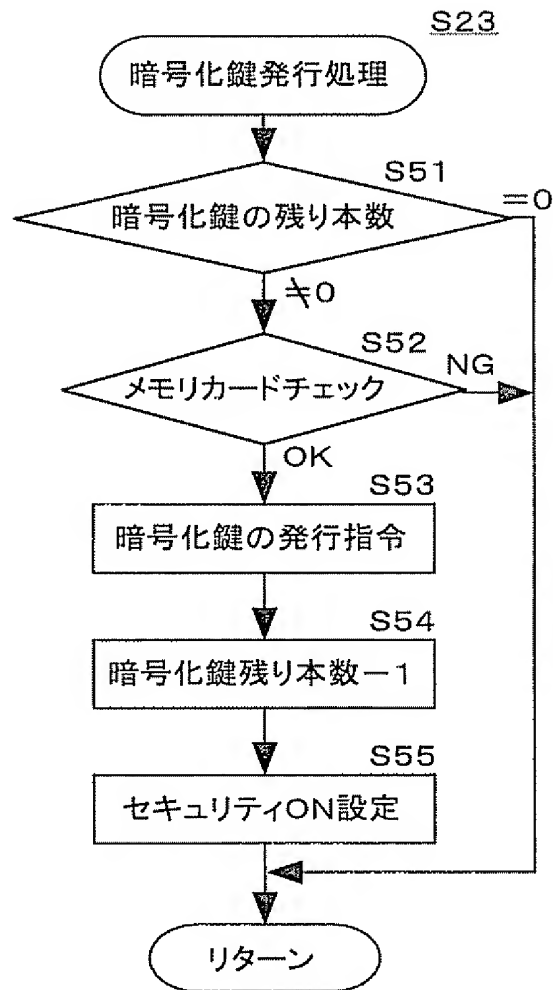 S23
暗号化鍵発行処理
S51
暗号化鍵の残り本数
=0
≠0
S52
メモリカードチェック
NG
OK
S53
暗号化鍵の発行指令
S54
暗号化鍵残り本数－1
S55
セキュリティON設定
リターン